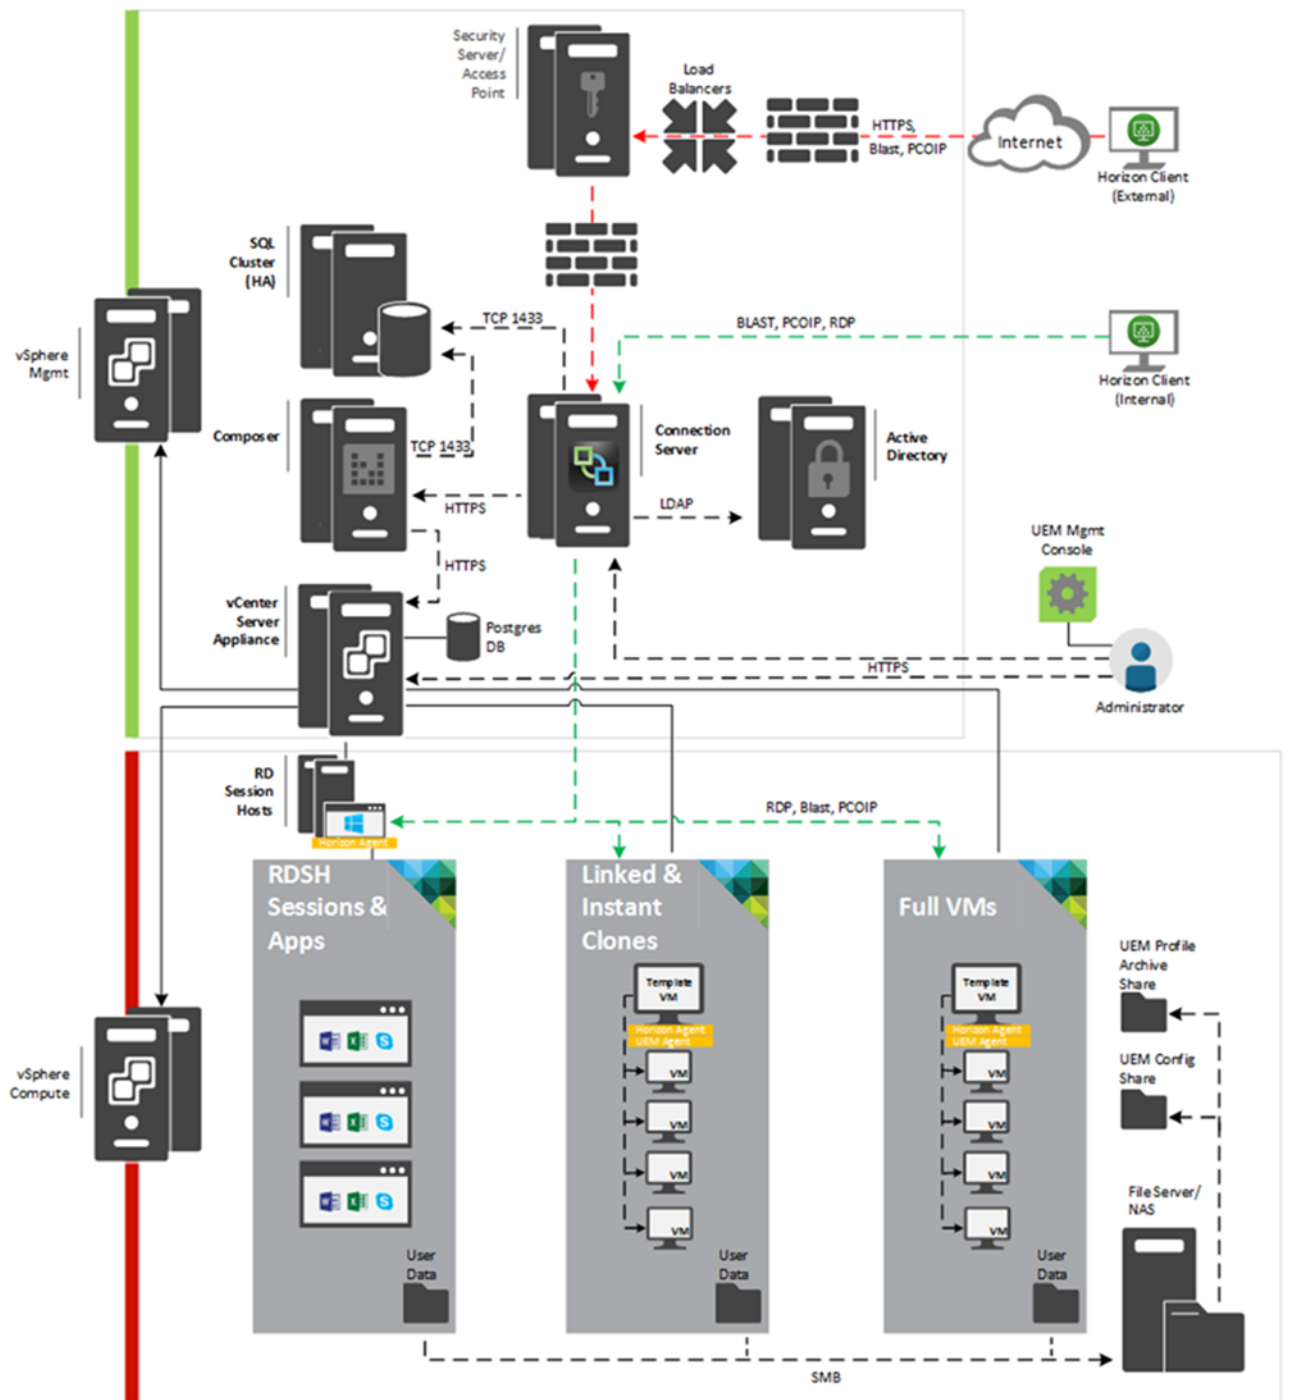 Security
Server/
Access
Point
Load
Balancers
HTTPS,
Blast, PCOIP
Internet
Horizon Client
(External)
SQL
Cluster
(HA)
TCP 1433
BLAST, PCOIP, RDP
Horizon Client
(Internal)
vSphere
Mgmt
Composer
TCP 1433
Connection
Server
Active
Directory
HTTPS
LDAP
UEM Mgmt
Console
HTTPS
vCenter
Server
Appliance
Postgres
DB
HTTPS
Administrator
RD
Session
Hosts
Horizon Agent
RDP, Blast, PCOIP
RDSH
Sessions &
Apps
Linked &
Instant
Clones
Full VMs
Template
VM
Horizon Agent
UEM Agent
VM
VM
VM
VM
Template
VM
Horizon Agent
UEM Agent
VM
VM
VM
VM
UEM Profile
Archive
Share
UEM Config
Share
vSphere
Compute
File Server/
NAS
User
Data
User
Data
User
Data
SMB